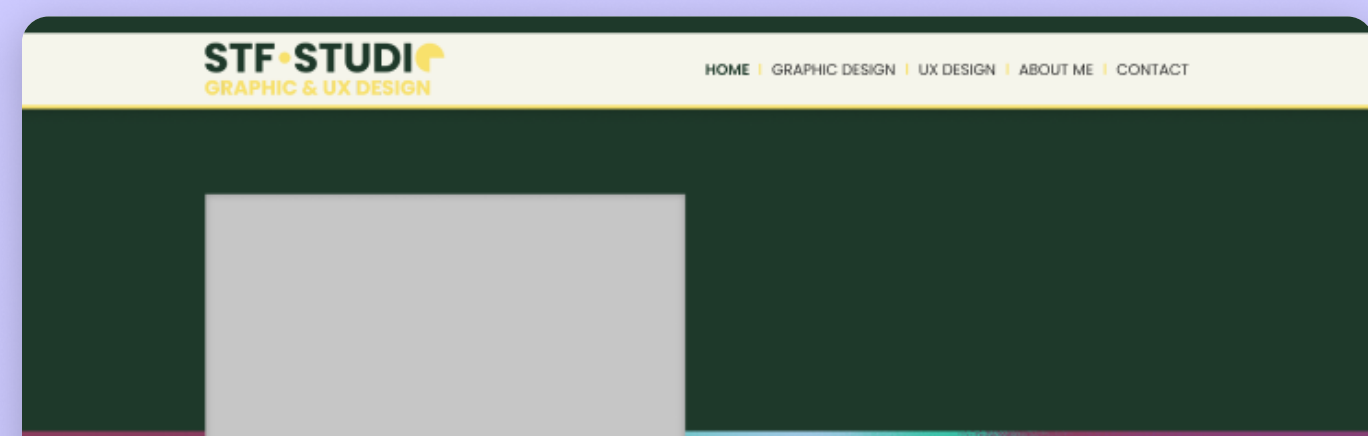 STF•STUDIO
GRAPHIC & UX DESIGN
HOME | GRAPHIC DESIGN | UX DESIGN | ABOUT ME | CONTACT